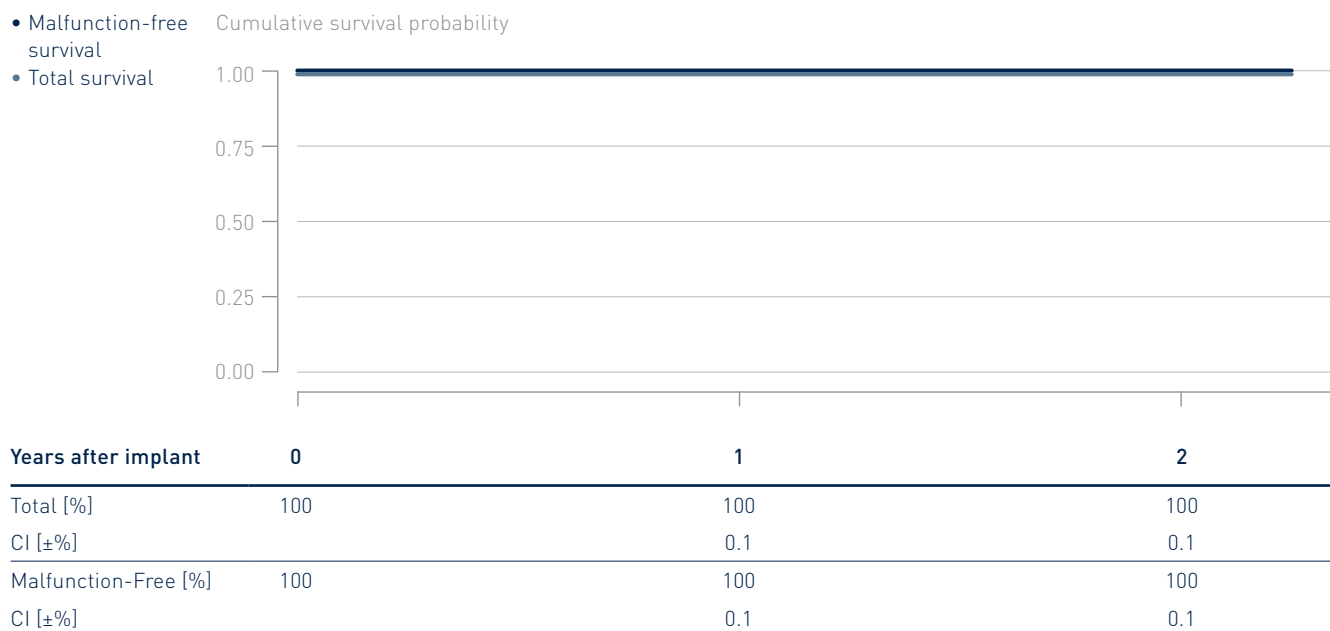 • Malfunction-free
survival
• Total survival
Cumulative survival probability
1.00
0.75
0.50
0.25
0.00
Years after implant 0 1 2
Total [%] 100 100 100
CI [±%] 0.1 0.1
Malfunction-Free [%] 100 100 100
CI [±%] 0.1 0.1